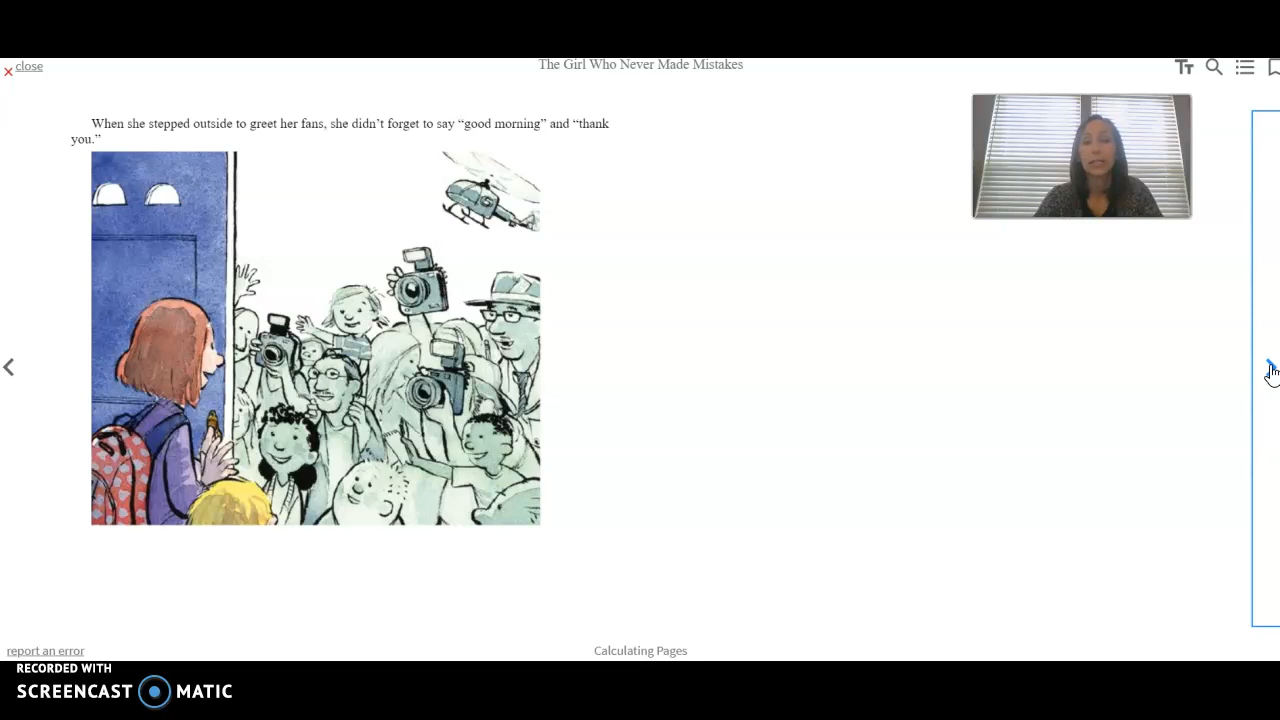 close
The Girl Who Never Made Mistakes
Tт
When she stepped outside to greet her fans, she didn't forget to say “good morning” and “thank
you.”
report an error
Calculating Pages
RECORDED WITH
SCREENCAST MATIC